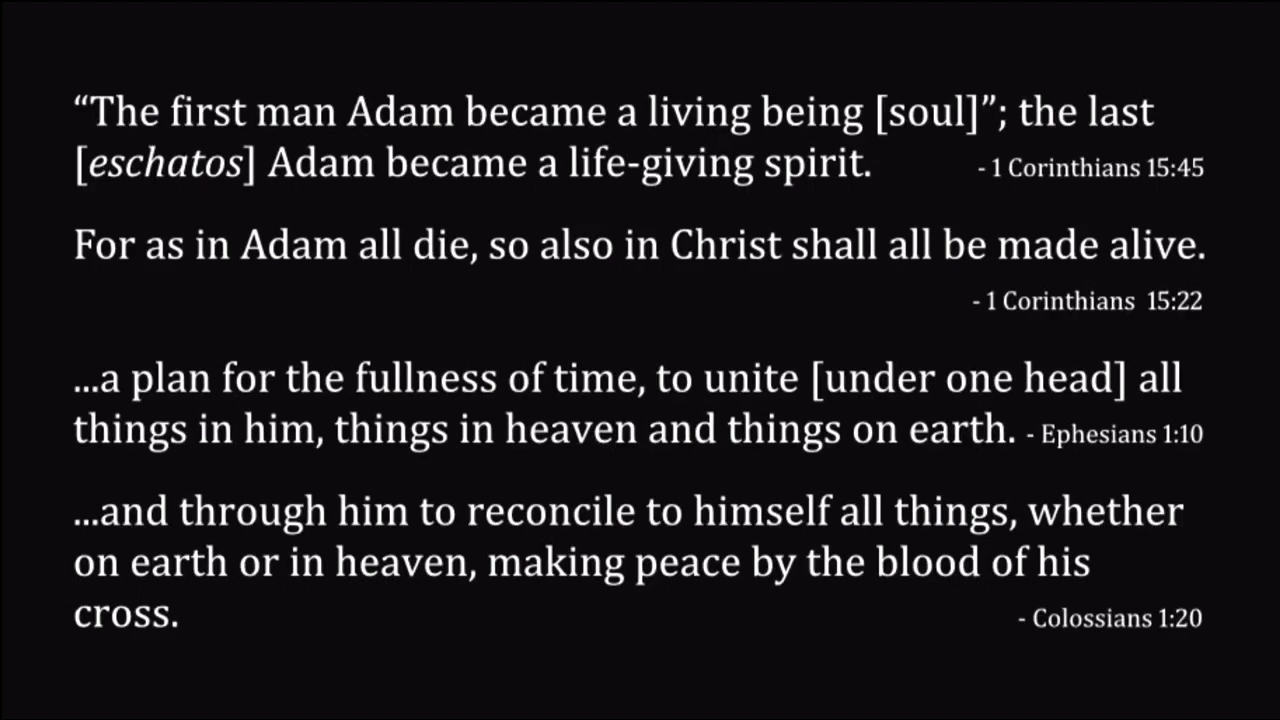 “The first man Adam became a living being [soul]”; the last
[eschatos] Adam became a life-giving spirit. - 1 Corinthians 15:45
For as in Adam all die, so also in Christ shall all be made alive.
- 1 Corinthians 15:22
...a plan for the fullness of time, to unite [under one head] all
things in him, things in heaven and things on earth. - Ephesians 1:10
...and through him to reconcile to himself all things, whether
on earth or in heaven, making peace by the blood of his
cross. - Colossians 1:20